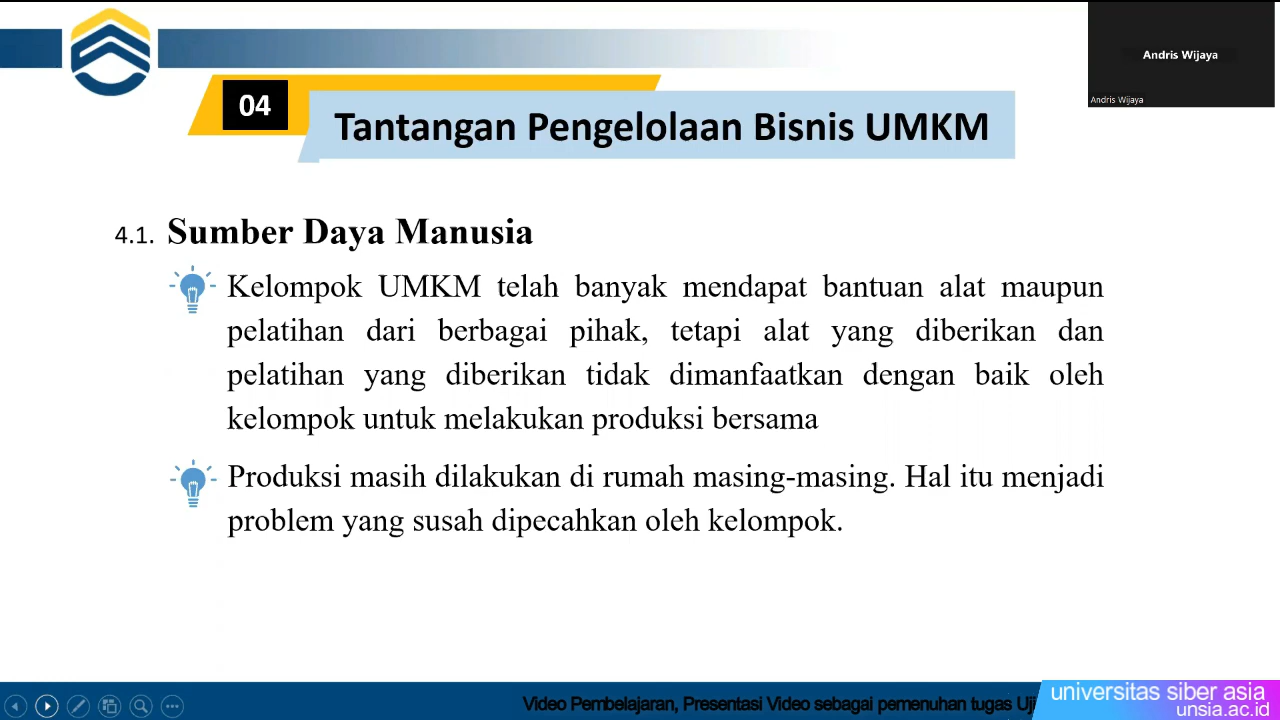 Andris Wijaya
Andris Wijaya
04
Tantangan Pengelolaan Bisnis UMKM
4.1. Sumber Daya Manusia
Kelompok UMKM telah banyak mendapat bantuan alat maupun
pelatihan dari berbagai pihak, tetapi alat yang diberikan dan
pelatihan yang diberikan tidak dimanfaatkan dengan baik oleh
kelompok untuk melakukan produksi bersama
Produksi masih dilakukan di rumah masing-masing. Hal itu menjadi
problem yang susah dipecahkan oleh kelompok.
Video Pembelajaran, Presentasi Video sebagai pemenuhan tugas Uji
universitas siber asia
unsia.ac.id